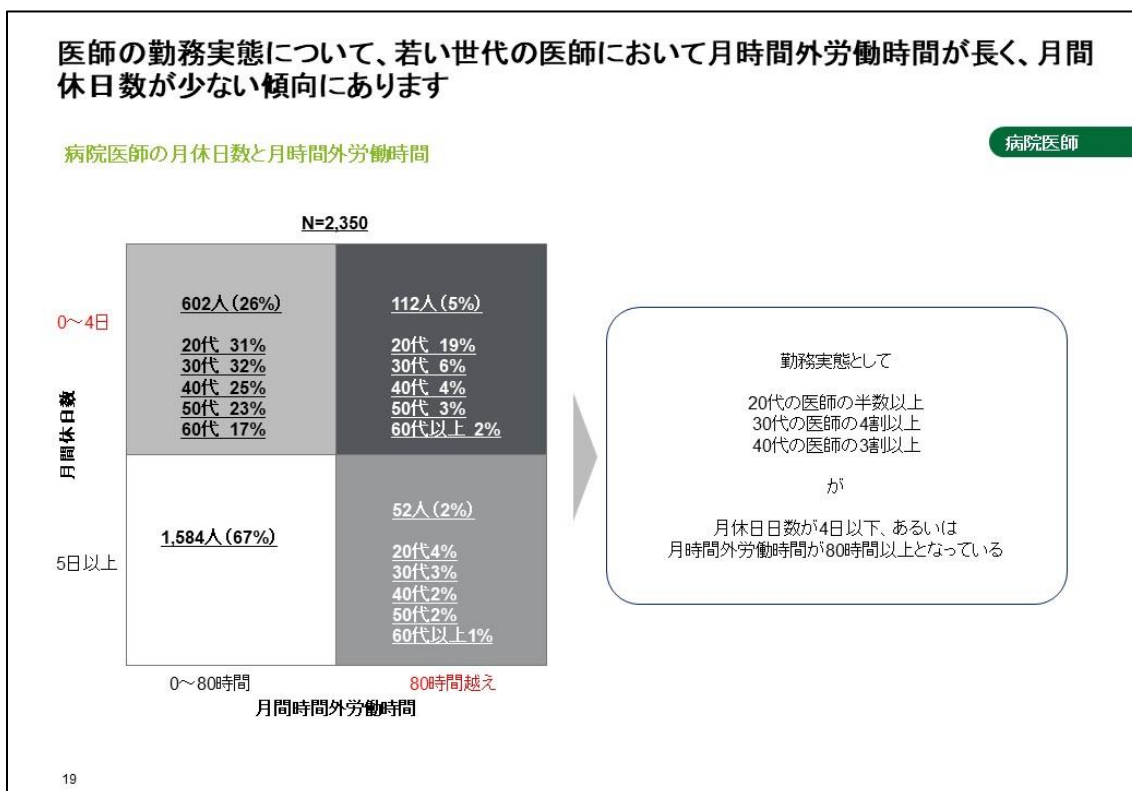 医師の勤務実態について、若い世代の医師において月時間外労働時間が長く、月間
休日数が少ない傾向にあります
病院医師の月休日数と月時間外労働時間
病院医師
N=2,350
月間休日数
0～4日
602人(26%)
20代 31%
30代 32%
40代 25%
50代 23%
60代 17%
112人(5%)
20代 19%
30代 6%
40代 4%
50代 3%
60代以上 2%
5日以上
1,584人(67%)
52人(2%)
20代4%
30代3%
40代2%
50代2%
60代以上1%
0～80時間
80時間越え
月間時間外労働時間
勤務実態として
20代の医師の半数以上
30代の医師の4割以上
40代の医師の3割以上
が
月休日日数が4日以下、あるいは
月時間外労働時間が80時間以上となっている
19